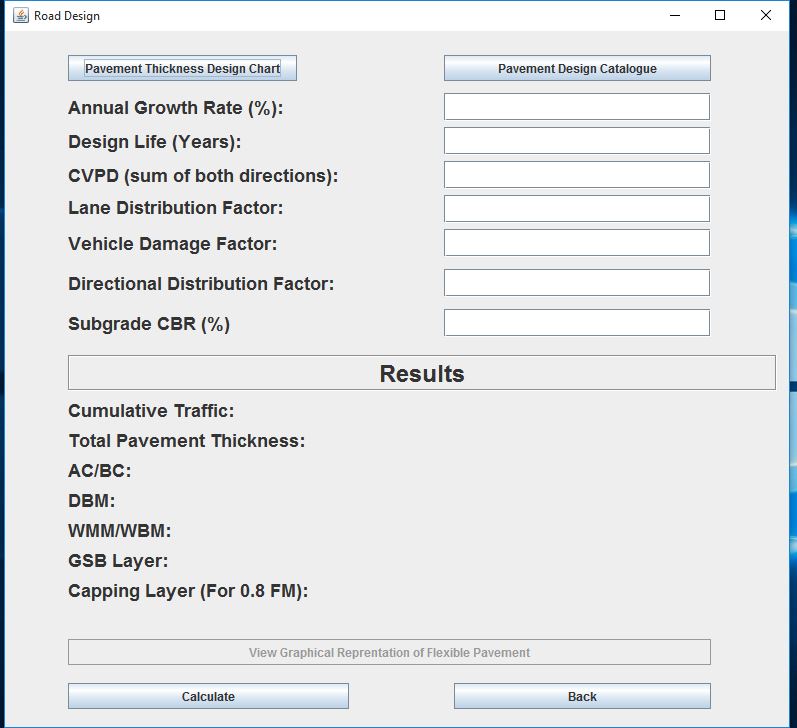 Road Design
Pavement Thickness Design Chart
Pavement Design Catalogue
Annual Growth Rate (%):
Design Life (Years):
CVPD (sum of both directions):
Lane Distribution Factor:
Vehicle Damage Factor:
Directional Distribution Factor:
Subgrade CBR (%)
Results
Cumulative Traffic:
Total Pavement Thickness:
AC/BC:
DBM:
WMM/WBM:
GSB Layer:
Capping Layer (For 0.8 FM):
View Graphical Reprentation of Flexible Pavement
Calculate
Back